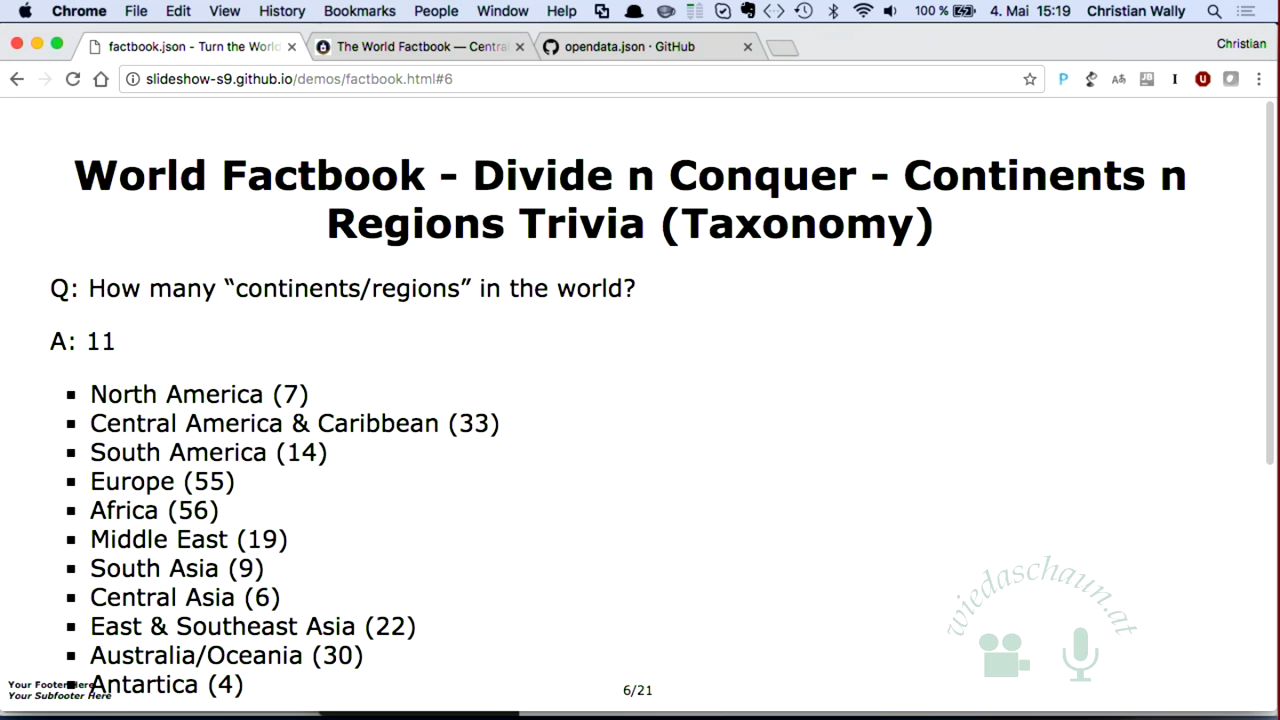 Chrome File Edit View History Bookmarks People Window Help 100 % 4. Mai 15:19 Christian Wally
factbook.json - Turn the World The World Factbook — Centra opendata.json · GitHub Christian
slideshow-s9.github.io/demos/factbook.html#6
World Factbook - Divide n Conquer - Continents n
Regions Trivia (Taxonomy)
Q: How many “continents/regions” in the world?
A: 11
▪ North America (7)
▪ Central America & Caribbean (33)
▪ South America (14)
▪ Europe (55)
▪ Africa (56)
▪ Middle East (19)
▪ South Asia (9)
▪ Central Asia (6)
▪ East & Southeast Asia (22)
▪ Australia/Oceania (30)
▪ Antartica (4)
Your Footer Here
Your Subfooter Here
6/21
wiedaschaun.at